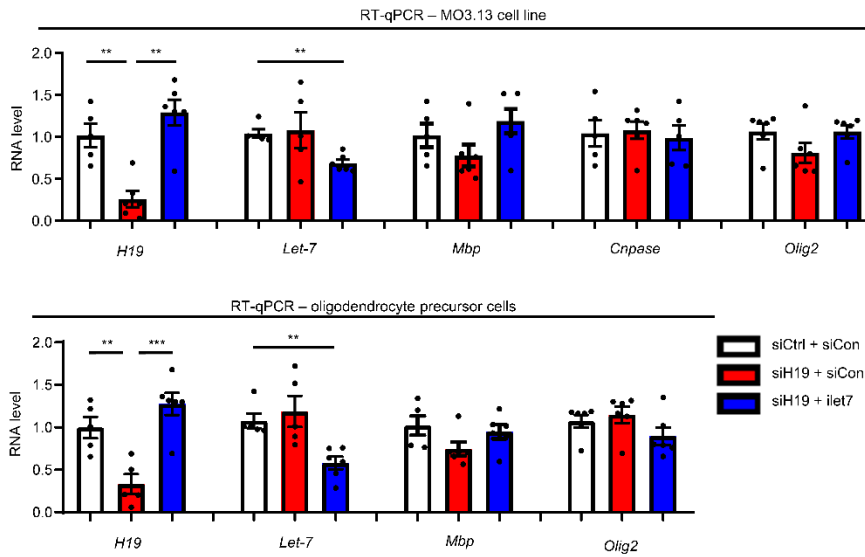 RT-qPCR – MO3.13 cell line
RNA level
2.0
1.5
1.0
0.5
0.0
** ** **
H19 Let-7 Mbp Cnpase Olig2
RT-qPCR – oligodendrocyte precursor cells
RNA level
2.0
1.5
1.0
0.5
0.0
** *** **
H19 Let-7 Mbp Olig2
siCtrl + siCon
siH19 + siCon
siH19 + ilet7